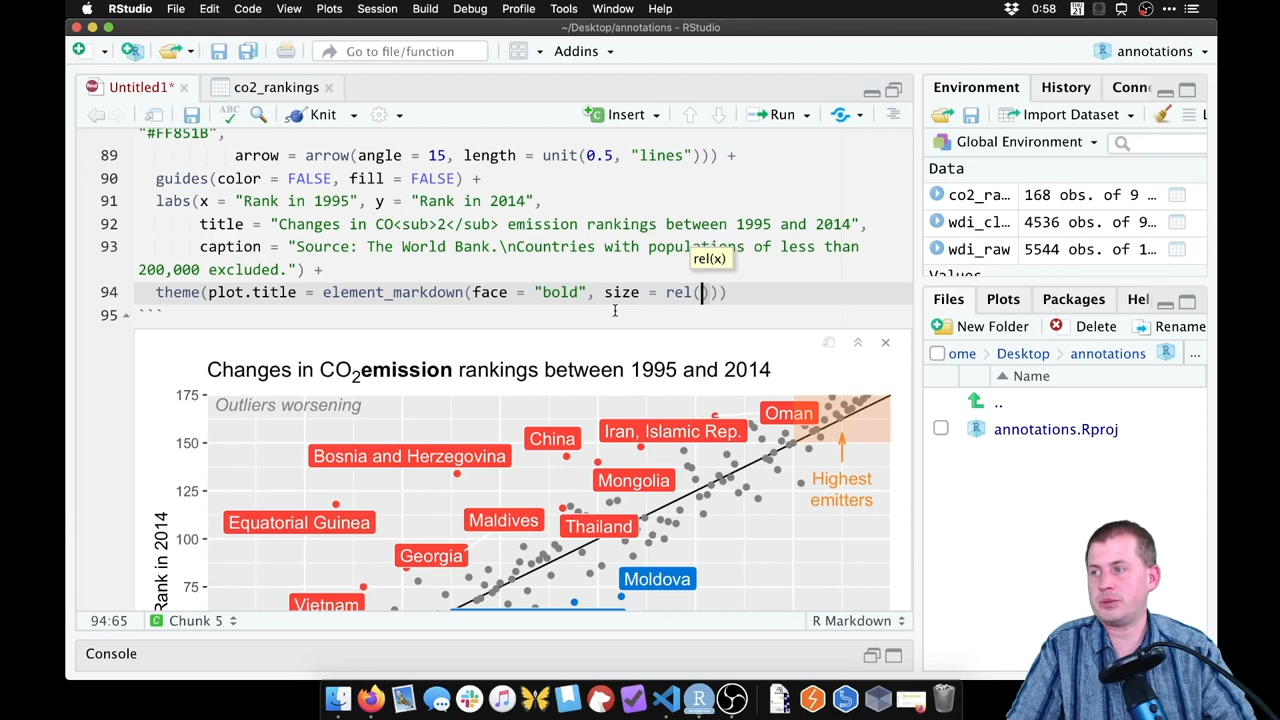 RStudio File Edit Code View Plots Session Build Debug Profile Tools Window Help 0:58 THU 21
~/Desktop/annotations - RStudio
Go to file/function Addins annotations
Untitled1* co2_rankings
Knit Insert Run
"#FF851B",
89 arrow = arrow(angle = 15, length = unit(0.5, "lines"))) +
90 guides(color = FALSE, fill = FALSE) +
91 labs(x = "Rank in 1995", y = "Rank in 2014",
92 title = "Changes in CO<sub>2</sub> emission rankings between 1995 and 2014",
93 caption = "Source: The World Bank.\nCountries with populations of less than
200,000 excluded.") +
rel(x)
94 theme(plot.title = element_markdown(face = "bold", size = rel()))
95 ```
Changes in CO2emission rankings between 1995 and 2014
175
Outliers worsening
Oman
Iran, Islamic Rep.
China
150
Bosnia and Herzegovina
Mongolia
Highest
emitters
125
Equatorial Guinea
Maldives
Thailand
100
Georgia
Moldova
75
Vietnam
Rank in 2014
94:65 Chunk 5 R Markdown
Console
Environment History Conn
Import Dataset
Global Environment
Data
co2_ra… 168 obs. of 9 …
wdi_cl… 4536 obs. of 9…
wdi_raw 5544 obs. of 1…
Values
Files Plots Packages Hel
New Folder Delete Rename
ome Desktop annotations ...
Name
..
annotations.Rproj